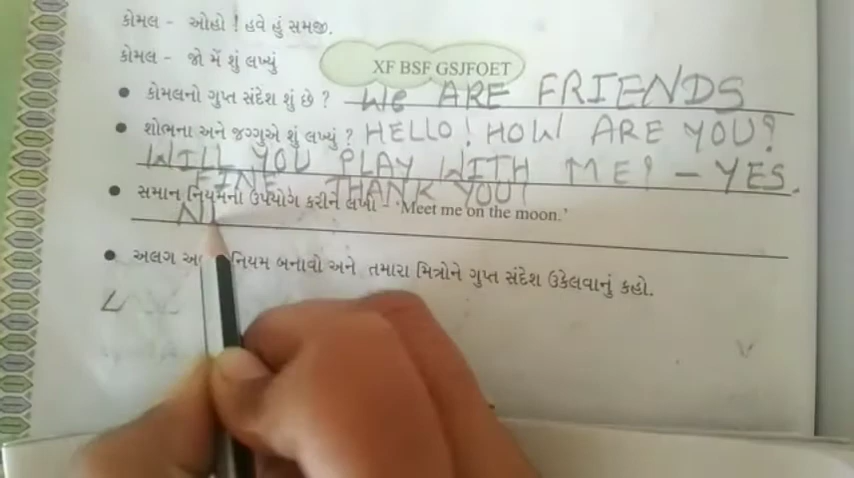 કોમલ - ઓહો ! હવે હું સમજી.
કોમલ - જો મેં શું લખ્યું
XF BSF GSJFOET
• કોમલનો ગુપ્ત સંદેશ શું છે ? We ARE FRIENDS
• શોભના અને જગ્ગુએ શું લખ્યું ? HELLO! HOW ARE YOU?
WILL YOU PLAY WITH ME? - YES.
FINE THANK YOU!
• સમાન નિયમનો ઉપયોગ કરીને લખો 'Meet me on the moon.'
N
• અલગ નિયમ બનાવો અને તમારા મિત્રોને ગુપ્ત સંદેશ ઉકેલવાનું કહો.